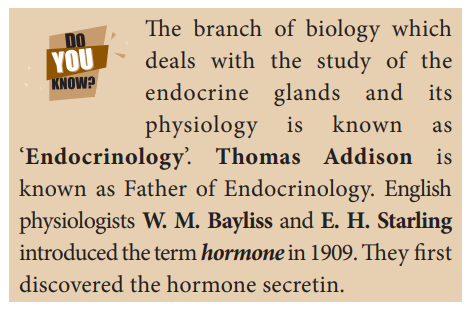 DO
YOU
KNOW?
The branch of biology which
deals with the study of the
endocrine glands and its
physiology is known as
‘Endocrinology’. Thomas Addison is
known as Father of Endocrinology. English
physiologists W. M. Bayliss and E. H. Starling
introduced the term hormone in 1909. They first
discovered the hormone secretin.